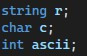 string r;
char c;
int ascii;